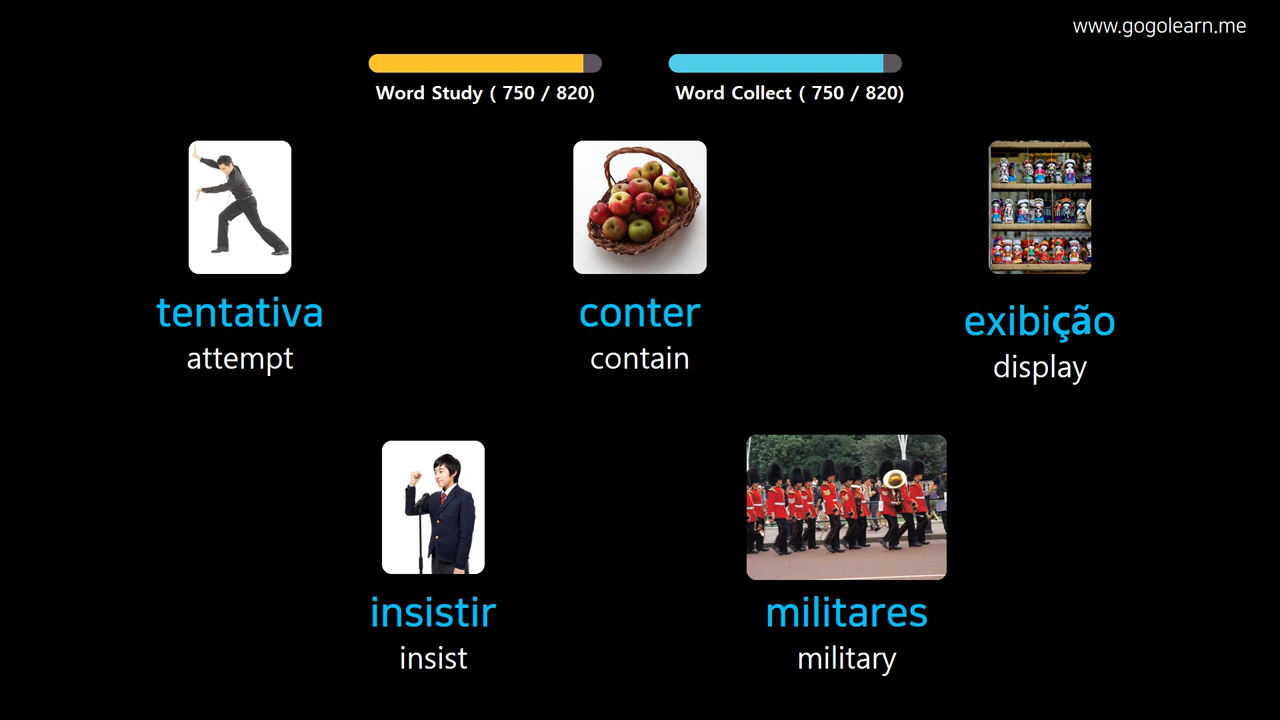 www.gogolearn.me
Word Study ( 750 / 820)
Word Collect ( 750 / 820)
tentativa
attempt
conter
contain
exibição
display
insistir
insist
militares
military